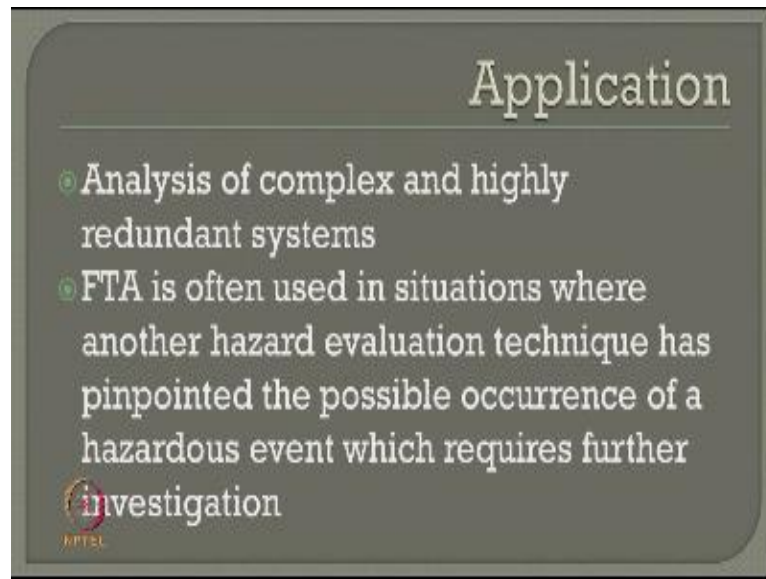 Application
Analysis of complex and highly
redundant systems
FTA is often used in situations where
another hazard evaluation technique has
pinpointed the possible occurrence of a
hazardous event which requires further
investigation
NPTEL